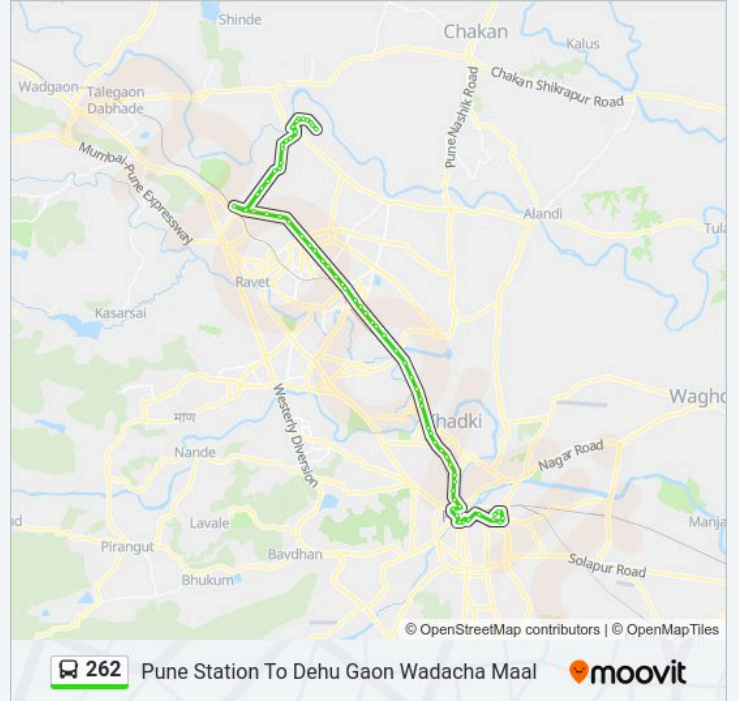 Shinde
Chakan
Kalus
Wadgaon
Talegaon
Dabhade
Chakan Shikrapur Road
Pune Nashik Road
Mumbai-Pune Expressway
Alandi
Tula
Ravet
Kasarsai
Westerly Diversion
Wagho
माण
Khadki
Nande
Nagar Road
Lavale
Manja
Pirangut
Bavdhan
Solapur Road
Bhukum
© OpenStreetMap contributors | © OpenMapTiles
262 Pune Station To Dehu Gaon Wadacha Maal
moovit